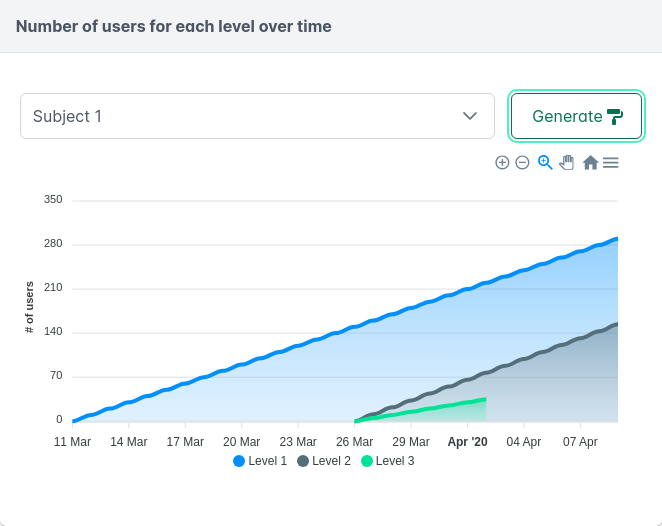 Number of users for each level over time
Subject 1
Generate
350
280
210
140
70
0
# of users
11 Mar 14 Mar 17 Mar 20 Mar 23 Mar 26 Mar 29 Mar Apr '20 04 Apr 07 Apr
Level 1 Level 2 Level 3